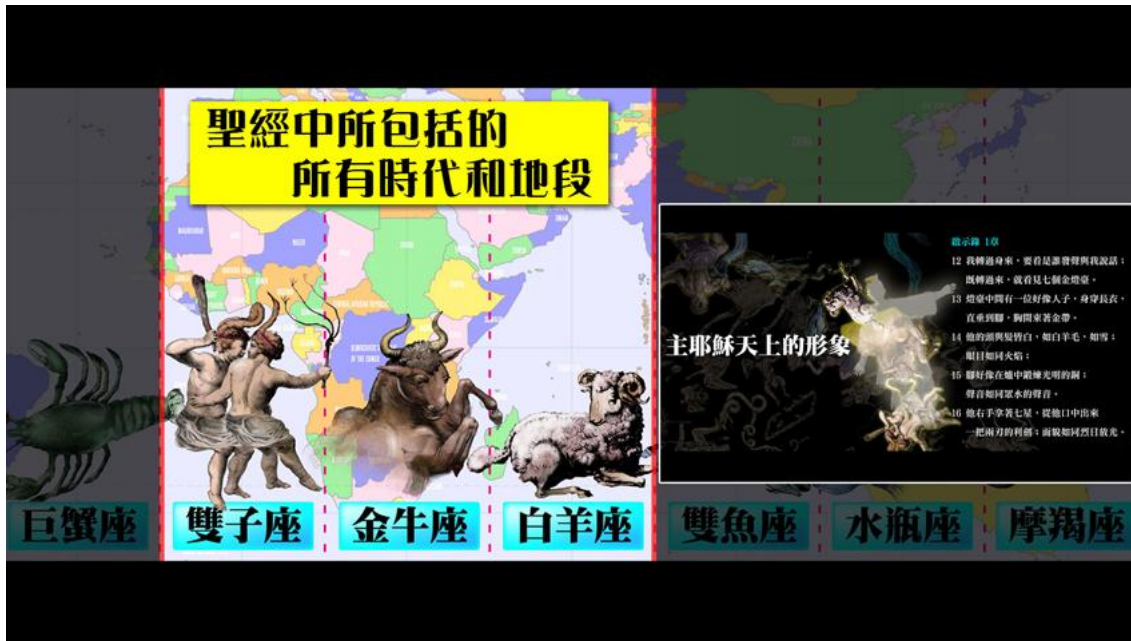 聖經中所包括的
所有時代和地段
啟示錄 1章
12 我轉過身來，要看是誰發聲與我說話；
既轉過來，就看見七個金燈臺。
13 燈臺中間有一位好像人子，身穿長衣，
直垂到腳，胸間束著金帶。
14 他的頭與髮皆白，如白羊毛，如雪；
眼目如同火焰；
15 腳好像在爐中鍛煉光明的銅；
聲音如同眾水的聲音。
16 他右手拿著七星，從他口中出來
一把兩刃的利劍；面貌如同烈日放光。
主耶穌天上的形象
CHINA
NIGER
SUDAN
DEMOCRATIC
OF THE CONGO
巨蟹座
雙子座
金牛座
白羊座
雙魚座
水瓶座
摩羯座